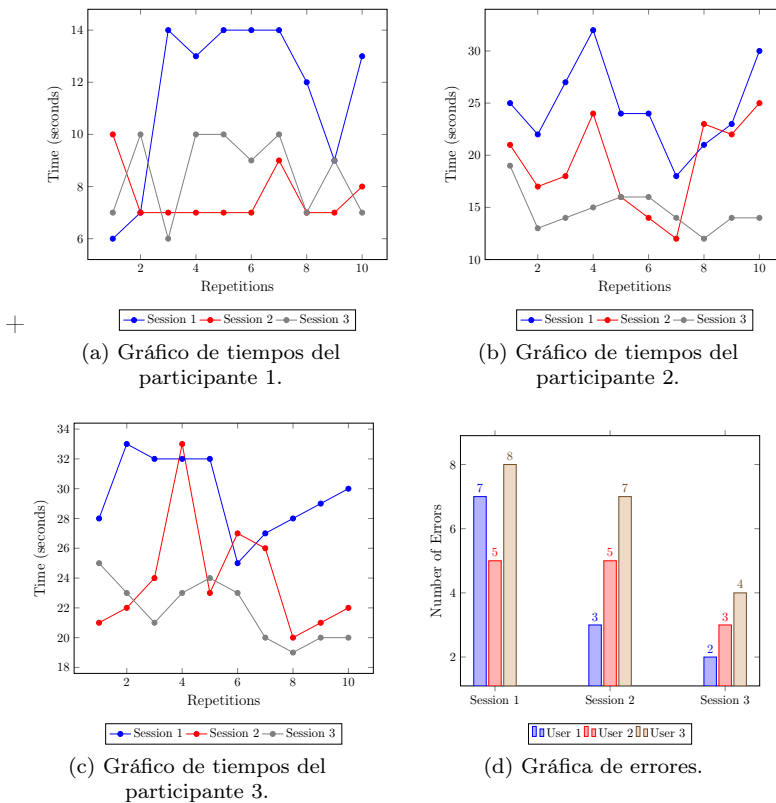 14
12
10
8
6
2 4 6 8 10
Time (seconds)
Repetitions
Session 1 Session 2 Session 3
(a) Gráfico de tiempos del
participante 1.
30
25
20
15
10
2 4 6 8 10
Time (seconds)
Repetitions
Session 1 Session 2 Session 3
(b) Gráfico de tiempos del
participante 2.
+
34
32
30
28
26
24
22
20
18
2 4 6 8 10
Time (seconds)
Repetitions
Session 1 Session 2 Session 3
(c) Gráfico de tiempos del
participante 3.
8
6
4
2
Number of Errors
7 5 8
3 5 7
2 3 4
Session 1 Session 2 Session 3
User 1 User 2 User 3
(d) Gráfica de errores.